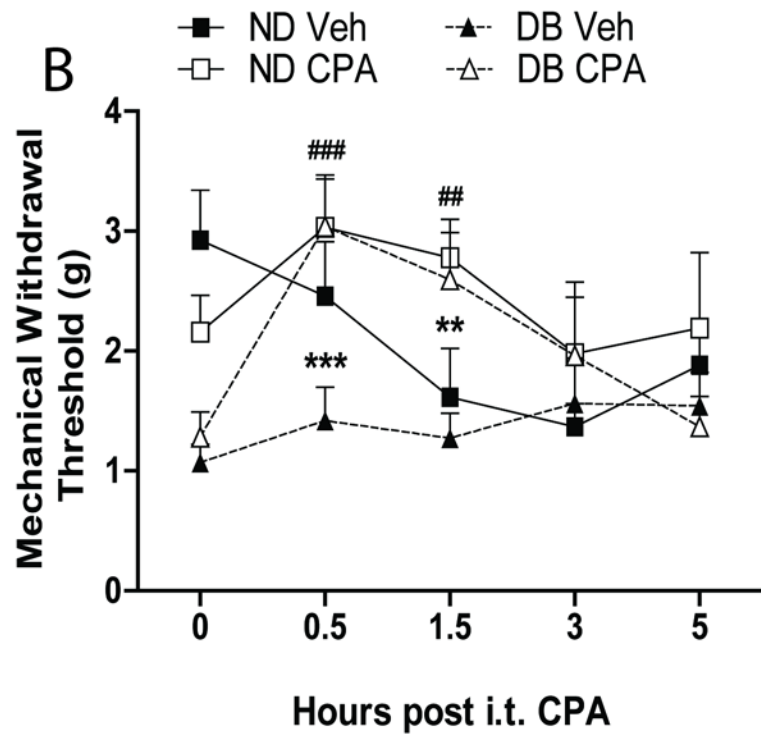 ND Veh DB Veh
B ND CPA DB CPA
Mechanical Withdrawal
Threshold (g)
4
3
2
1
0
###
##
**
***
0 0.5 1.5 3 5
Hours post i.t. CPA